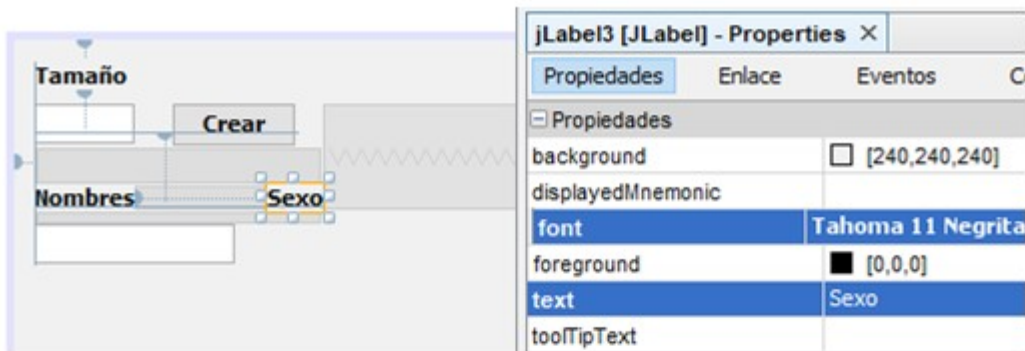 Tamaño
Crear
Nombres
Sexo
jLabel3 [JLabel] - Properties ×
Propiedades Enlace Eventos
Propiedades
background [240,240,240]
displayedMnemonic
font Tahoma 11 Negrita
foreground [0,0,0]
text Sexo
toolTipText